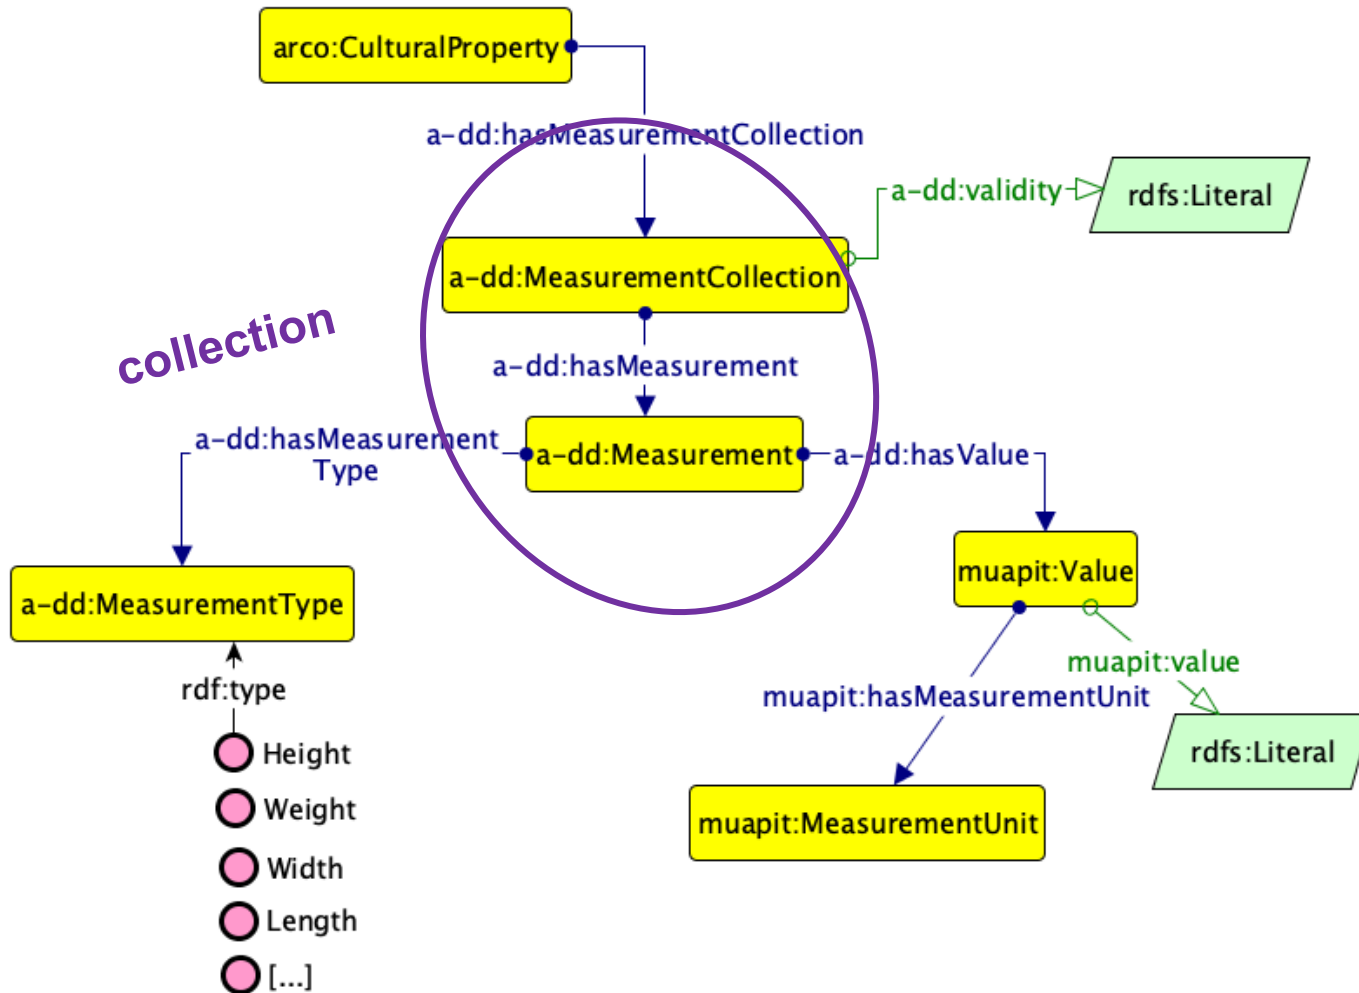 arco:CulturalProperty
a-dd:hasMeasurementCollection
a-dd:validity
rdfs:Literal
a-dd:MeasurementCollection
collection
a-dd:hasMeasurement
a-dd:hasMeasurement
Type
a-dd:Measurement
a-dd:hasValue
muapit:Value
a-dd:MeasurementType
muapit:value
rdf:type
muapit:hasMeasurementUnit
Height
rdfs:Literal
Weight
muapit:MeasurementUnit
Width
Length
[...]